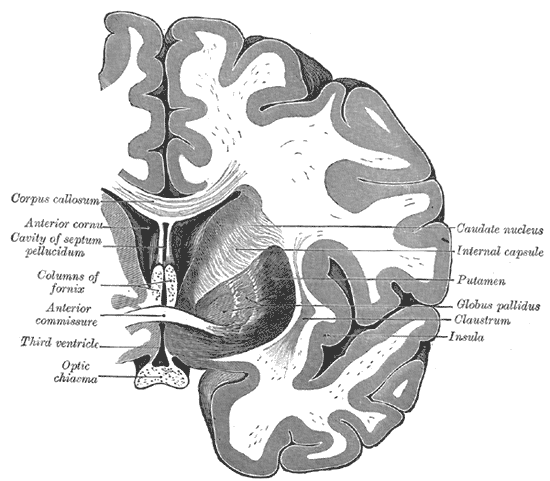 Corpus callosum
Anterior cornu
Cavity of septum
pellucidum
Columns of
fornix
Anterior
commissure
Third ventricle
Optic
chiasma
Caudate nucleus
Internal capsule
Putamen
Globus pallidus
Claustrum
Insula